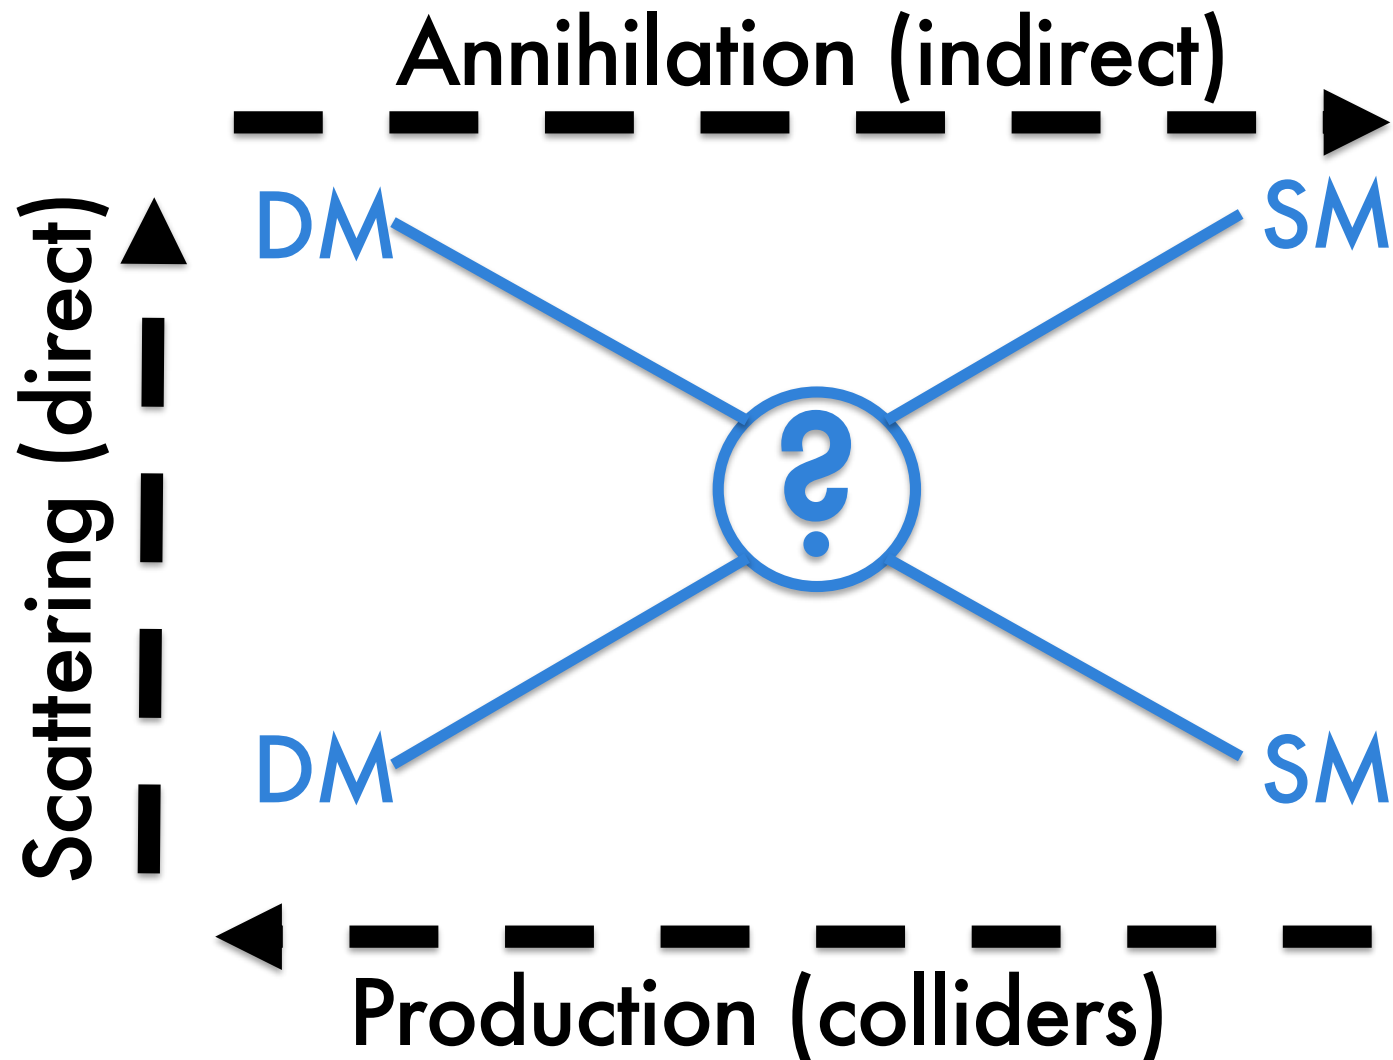 Annihilation (indirect)
Scattering (direct)
DM
SM
?
DM
SM
Production (colliders)